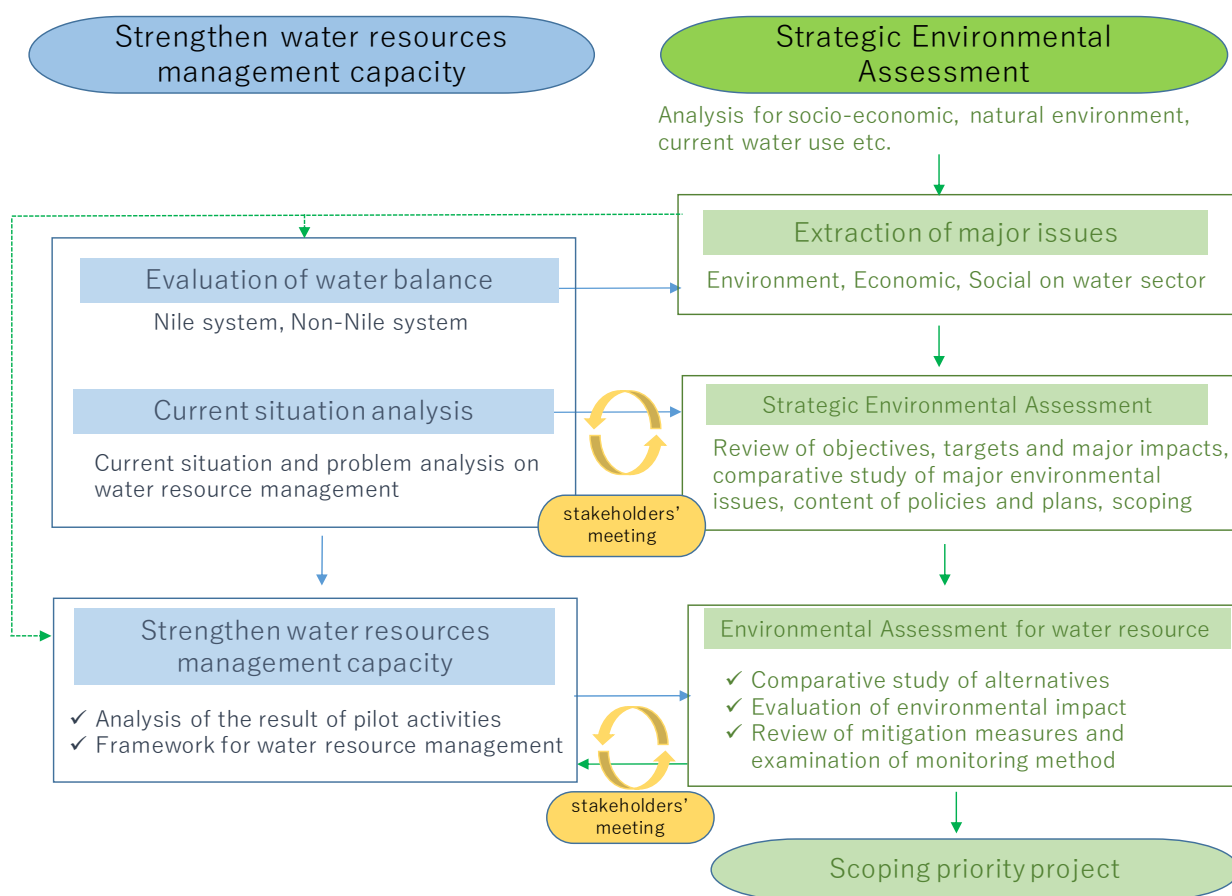 Strengthen water resources
management capacity
Strategic Environmental
Assessment
Analysis for socio-economic, natural environment,
current water use etc.
Extraction of major issues
Environment, Economic, Social on water sector
Evaluation of water balance
Nile system, Non-Nile system
Current situation analysis
Current situation and problem analysis on
water resource management
Strategic Environmental Assessment
Review of objectives, targets and major impacts,
comparative study of major environmental
issues, content of policies and plans, scoping
stakeholders’
meeting
Strengthen water resources
management capacity
✓ Analysis of the result of pilot activities
✓ Framework for water resource management
Environmental Assessment for water resource
✓ Comparative study of alternatives
✓ Evaluation of environmental impact
✓ Review of mitigation measures and
examination of monitoring method
stakeholders’
meeting
Scoping priority project